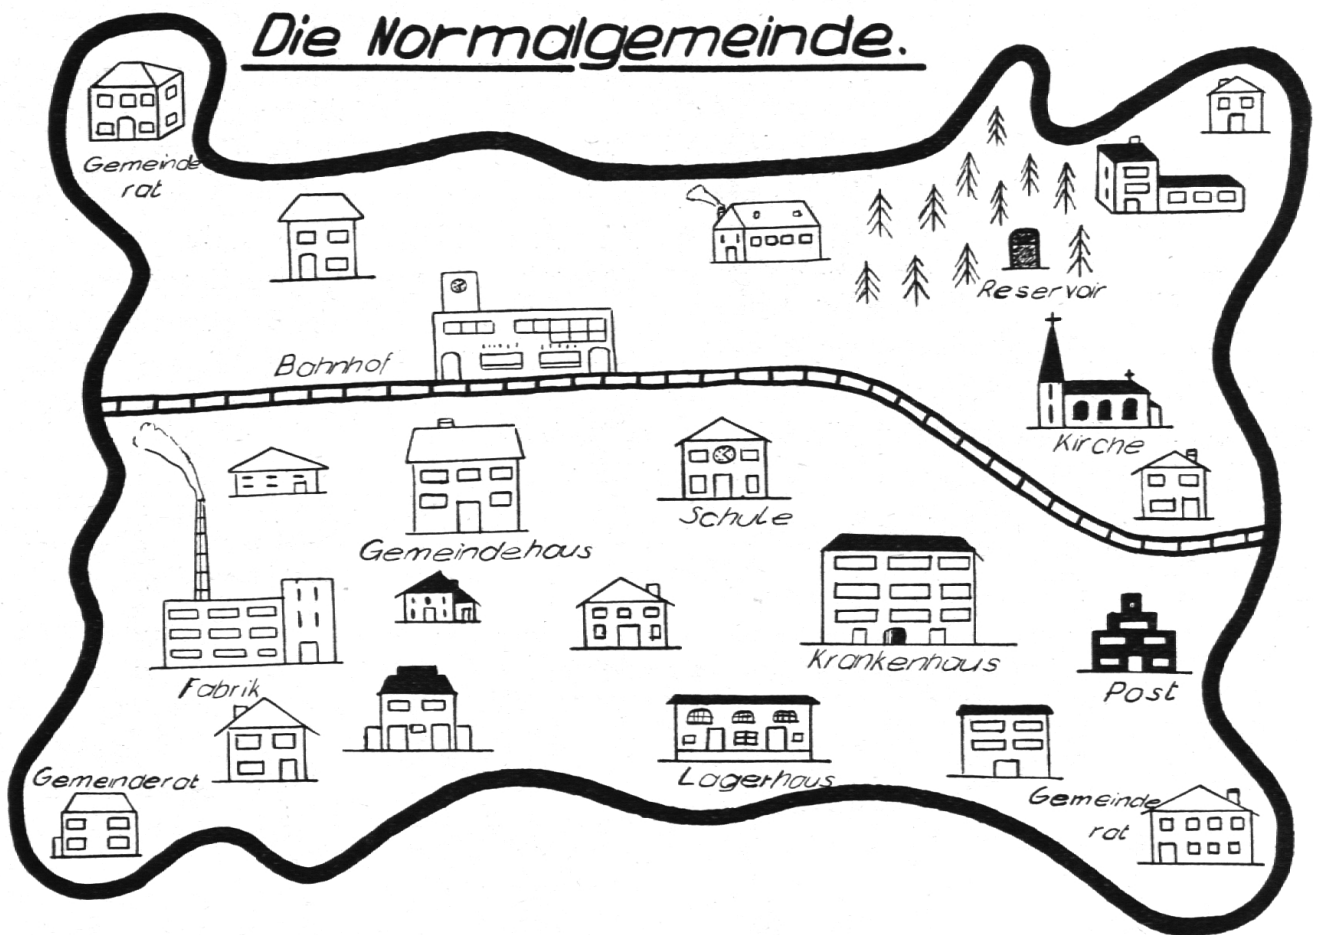 Die Normalgemeinde.
Gemeinde
rat
Reservoir
Bahnhof
Kirche
Schule
Gemeindehaus
Krankenhaus
Fabrik
Post
Gemeinderat
Lagerhaus
Gemeinde
rat